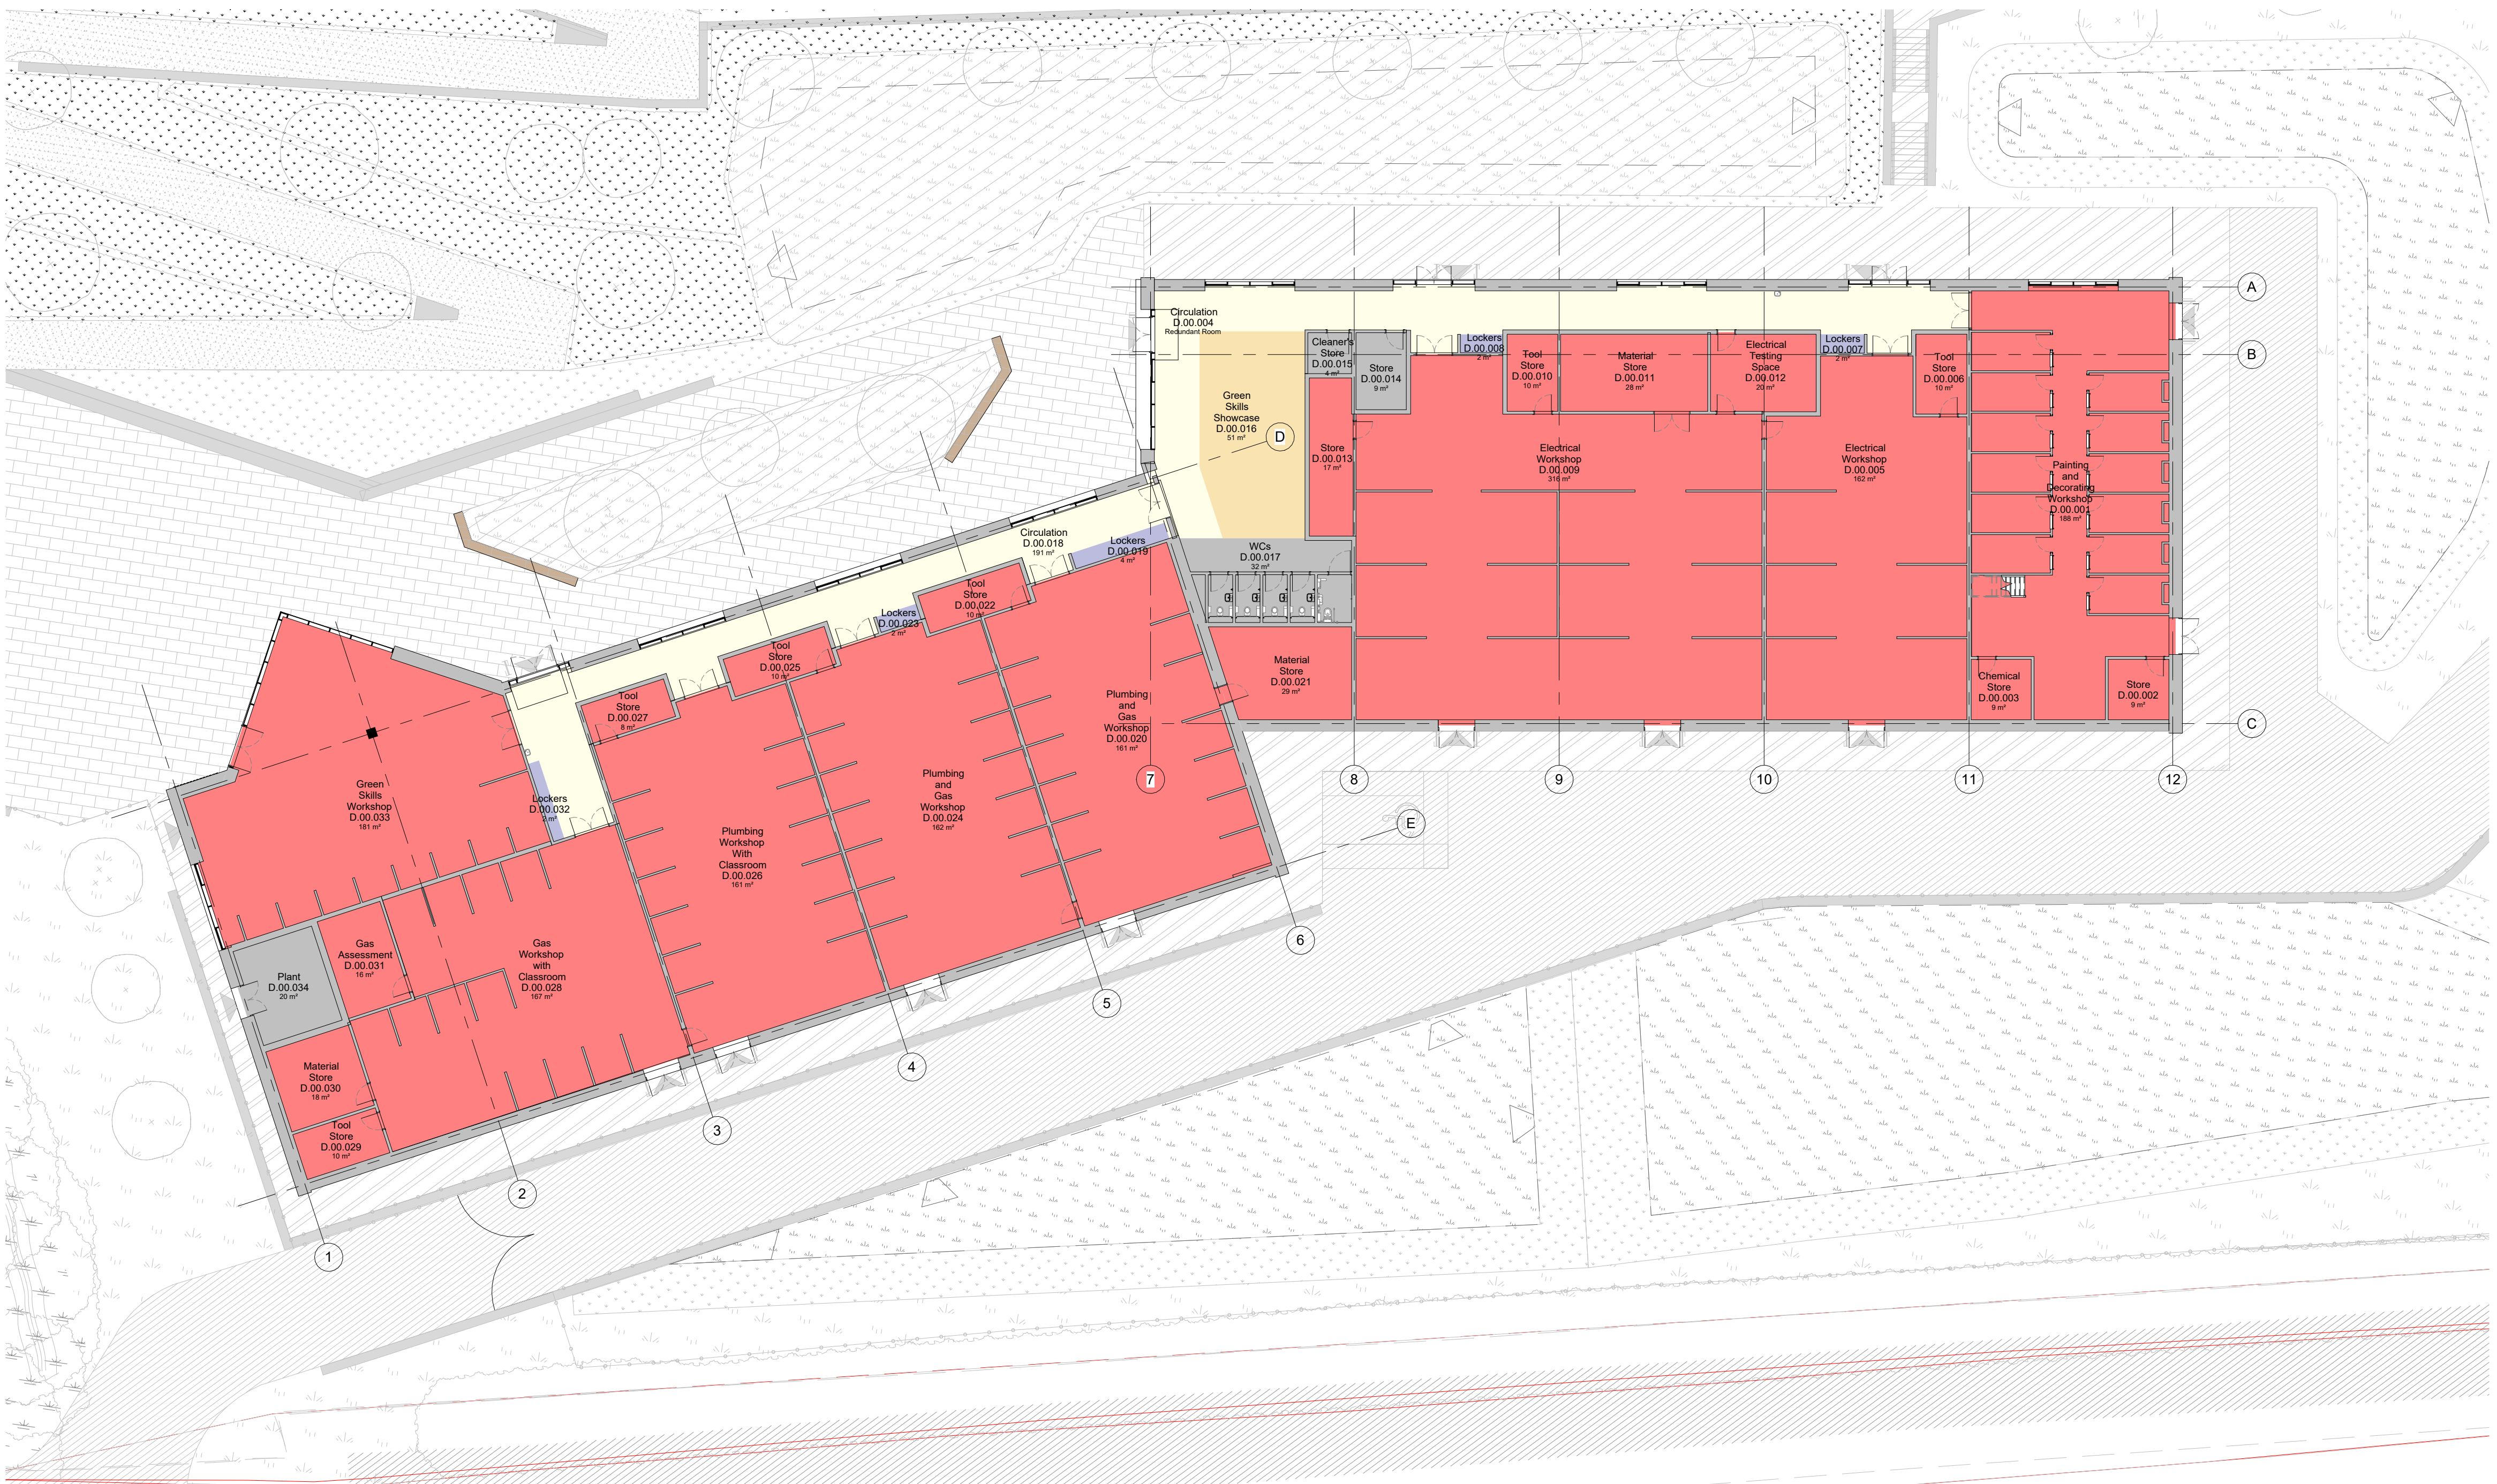 A
Circulation
D.00.004
Redundant Room
Cleaner's
Store
D.00.015
4 m²
Store
D.00.014
9 m²
Lockers
D.00.008
2 m²
Tool
Store
D.00.010
10 m²
Material
Store
D.00.011
28 m²
Electrical
Testing
Space
D.00.012
20 m²
Lockers
D.00.007
2 m²
Tool
Store
D.00.006
10 m²
B
Green
Skills
Showcase
D.00.016
51 m²
D
Store
D.00.013
17 m²
Electrical
Workshop
D.00.009
316 m²
Electrical
Workshop
D.00.005
162 m²
Painting
and
Decorating
Workshop
D.00.001
188 m²
Circulation
D.00.018
191 m²
Lockers
D.00.019
4 m²
WCs
D.00.017
32 m²
Tool
Store
D.00.022
10 m²
Lockers
D.00.023
2 m²
Tool
Store
D.00.025
10 m²
Tool
Store
D.00.027
8 m²
Material
Store
D.00.021
29 m²
Chemical
Store
D.00.003
9 m²
Store
D.00.002
9 m²
C
Plumbing
and
Gas
Workshop
D.00.020
161 m²
7
8
9
10
11
12
Green
Skills
Workshop
D.00.033
181 m²
Lockers
D.00.032
2 m²
Plumbing
and
Gas
Workshop
D.00.024
162 m²
E
Plumbing
Workshop
With
Classroom
D.00.026
161 m²
Gas
Assessment
D.00.031
16 m²
Gas
Workshop
with
Classroom
D.00.028
167 m²
Plant
D.00.034
20 m²
Material
Store
D.00.030
18 m²
Tool
Store
D.00.029
10 m²
6
5
4
3
2
1